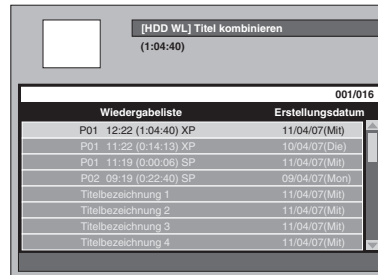 [HDD WL] Titel kombinieren
(1:04:40)
001/016
Wiedergabeliste Erstellungsdatum
P01 12:22 (1:04:40) XP 11/04/07(Mit)
P01 11:22 (0:14:13) XP 10/04/07(Die)
P01 11:19 (0:00:06) SP 11/04/07(Mit)
P02 09:19 (0:22:40) SP 09/04/07(Mon)
Titelbezeichnung 1 11/04/07(Mit)
Titelbezeichnung 2 11/04/07(Mit)
Titelbezeichnung 3 11/04/07(Mit)
Titelbezeichnung 4 11/04/07(Mit)